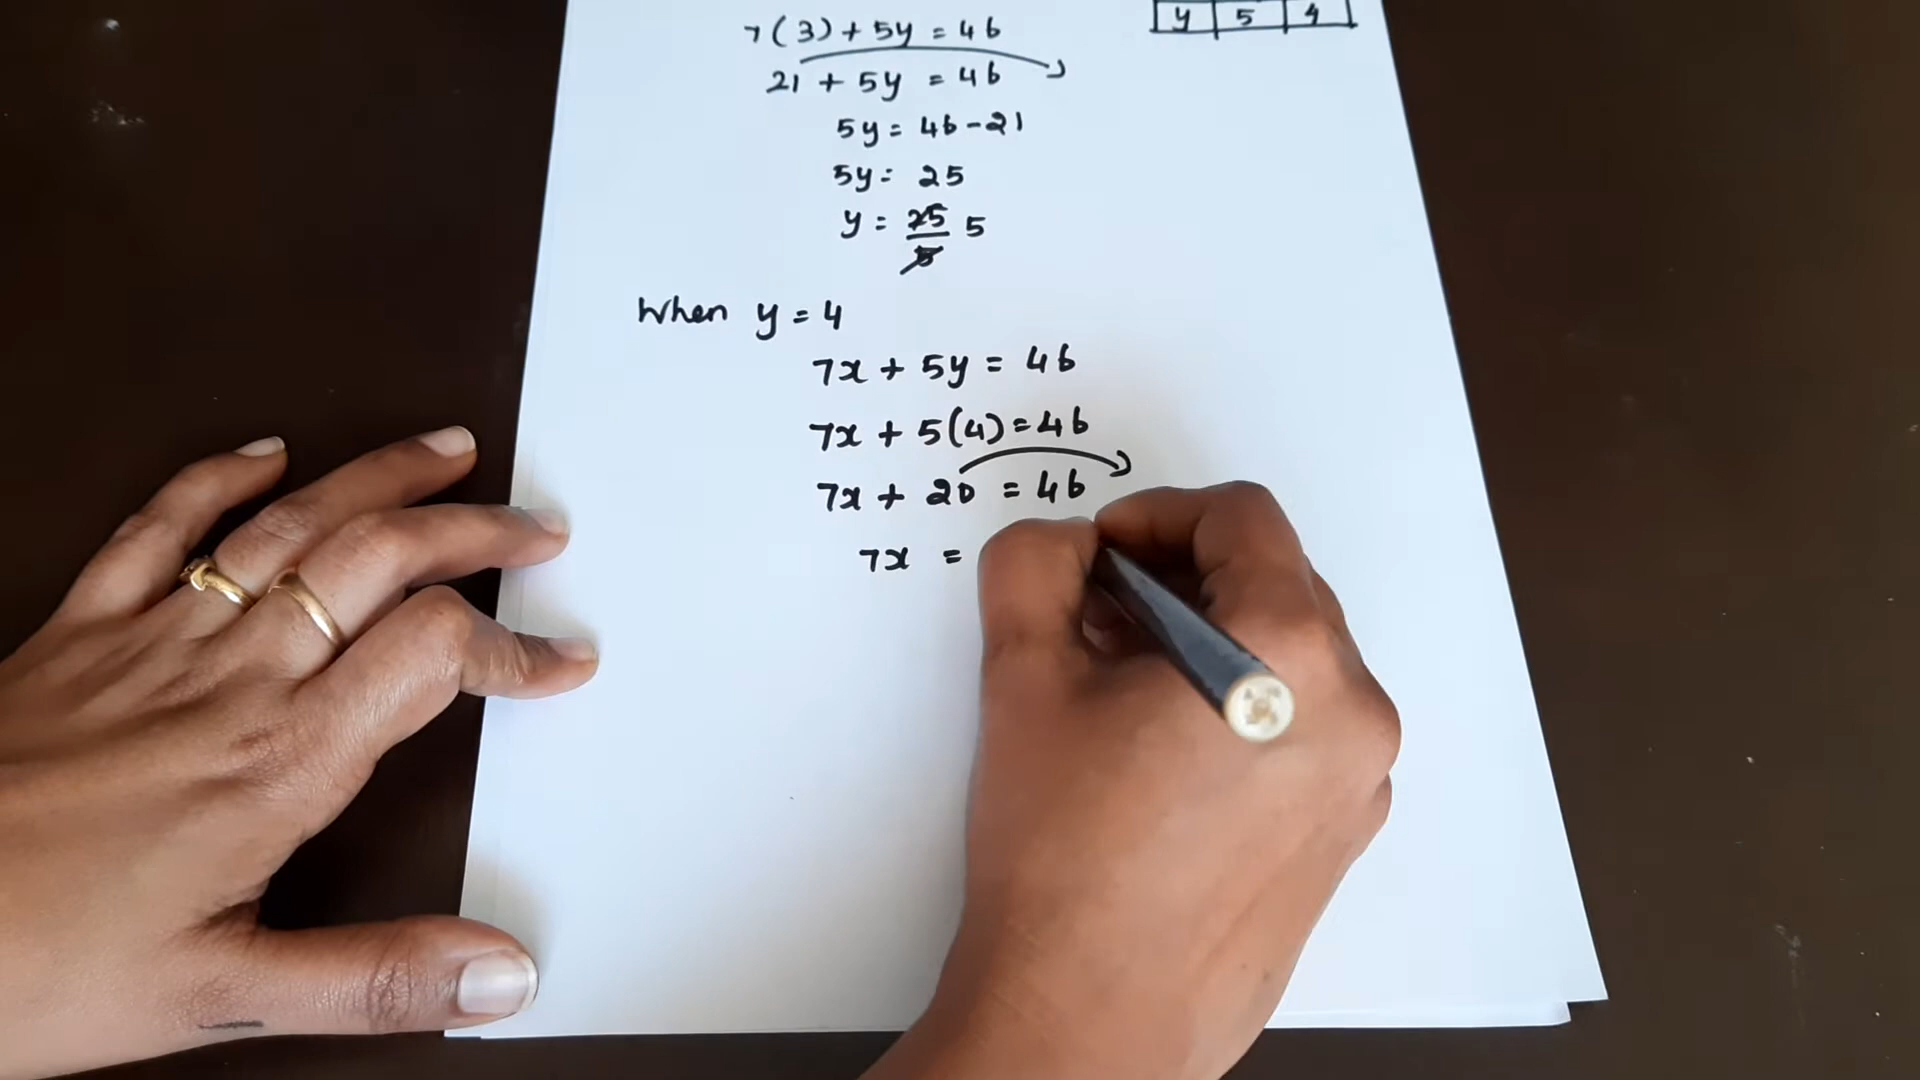 7(3) + 5y = 46
y 5 4
21 + 5y = 46
5y = 46 - 21
5y = 25
y = 25/5 5
When y = 4
7x + 5y = 46
7x + 5(4) = 46
7x + 20 = 46
7x =